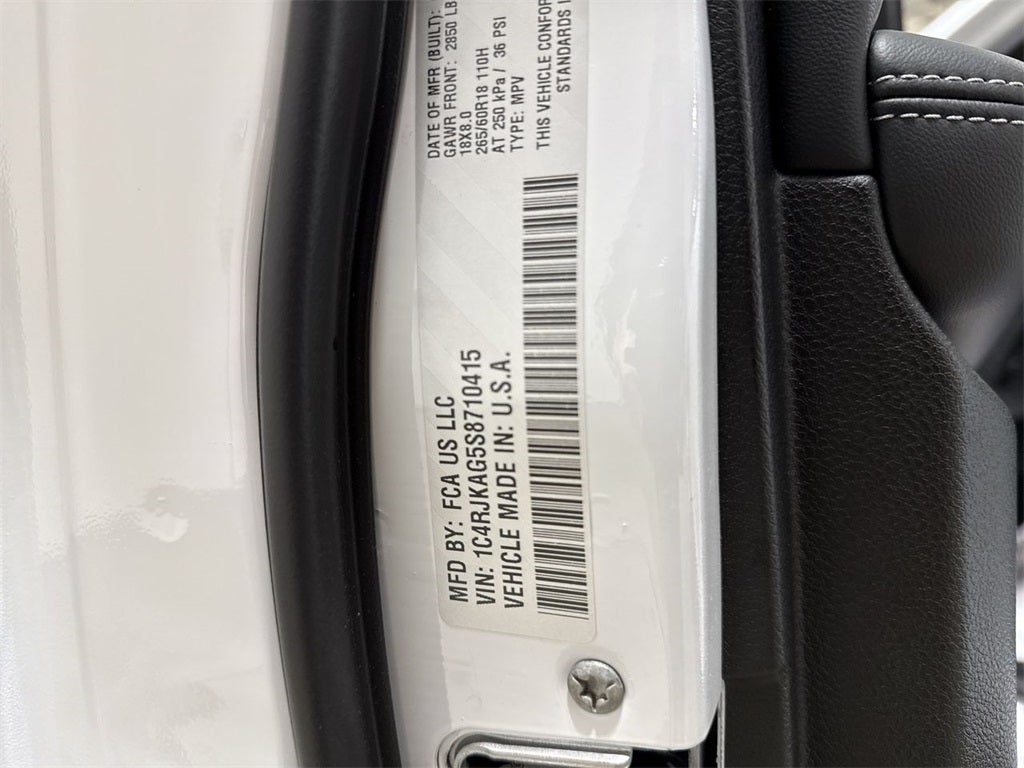 MFD BY: FCA US LLC
VIN: 1C4RJKAG5S8710415
VEHICLE MADE IN: U.S.A.
DATE OF MFR (BUILT):
GAWR FRONT: 2850 LB
18X8.0
265/60R18 110H
AT 250 kPa / 36 PSI
TYPE: MPV
THIS VEHICLE CONFOR
STANDARDS I